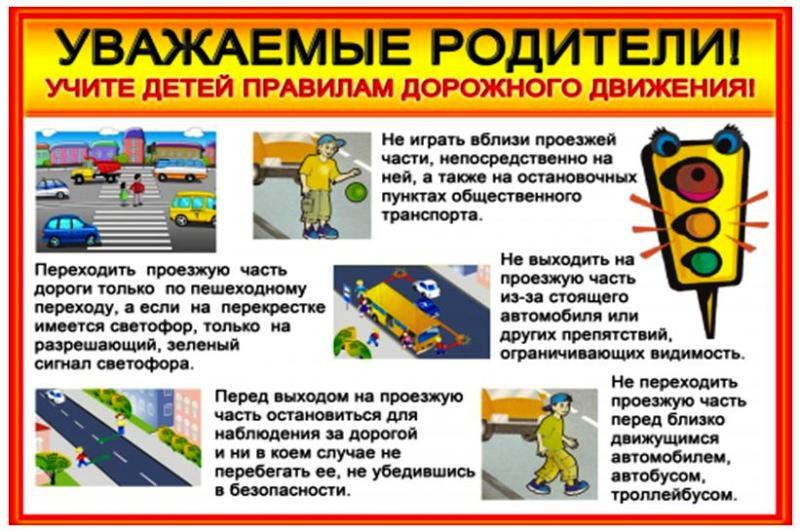 УВАЖАЕМЫЕ РОДИТЕЛИ!
УЧИТЕ ДЕТЕЙ ПРАВИЛАМ ДОРОЖНОГО ДВИЖЕНИЯ!
Не играть вблизи проезжей
части, непосредственно на
ней, а также на остановочных
пунктах общественного
транспорта.
Переходить проезжую часть
дороги только по пешеходному
переходу, а если на перекрестке
имеется светофор, только на
разрешающий, зеленый
сигнал светофора.
Не выходить на
проезжую часть
из-за стоящего
автомобиля или
других препятствий,
ограничивающих видимость.
Перед выходом на проезжую
часть остановиться для
наблюдения за дорогой
и ни в коем случае не
перебегать ее, не убедившись
в безопасности.
Не переходить
проезжую часть
перед близко
движущимся
автомобилем,
автобусом,
троллейбусом.